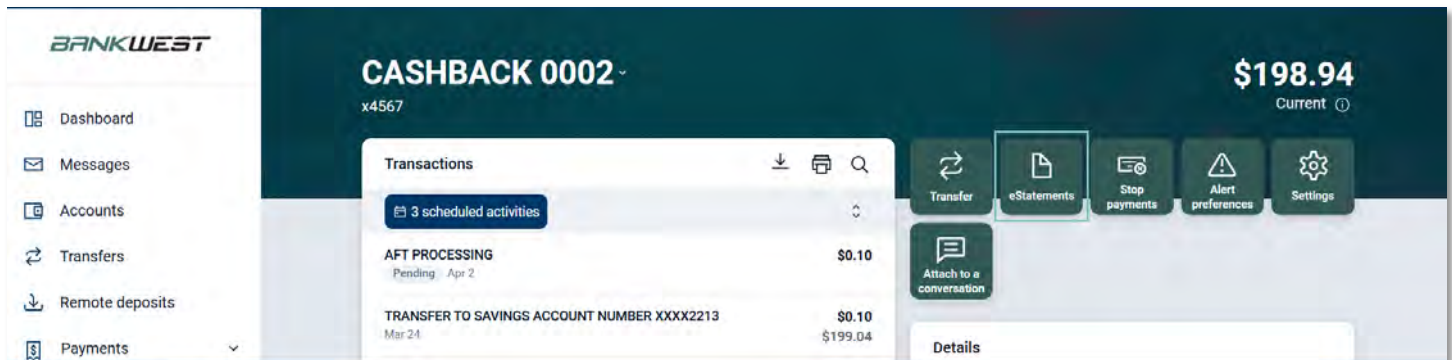 BANKWEST
Dashboard
Messages
Accounts
Transfers
Remote deposits
Payments
CASHBACK 0002
x4567
$198.94
Current
Transactions
3 scheduled activities
AFT PROCESSING
$0.10
Pending Apr 2
TRANSFER TO SAVINGS ACCOUNT NUMBER XXXX2213
$0.10
Mar 24
$199.04
Transfer
eStatements
Stop
payments
Alert
preferences
Settings
Attach to a
conversation
Details